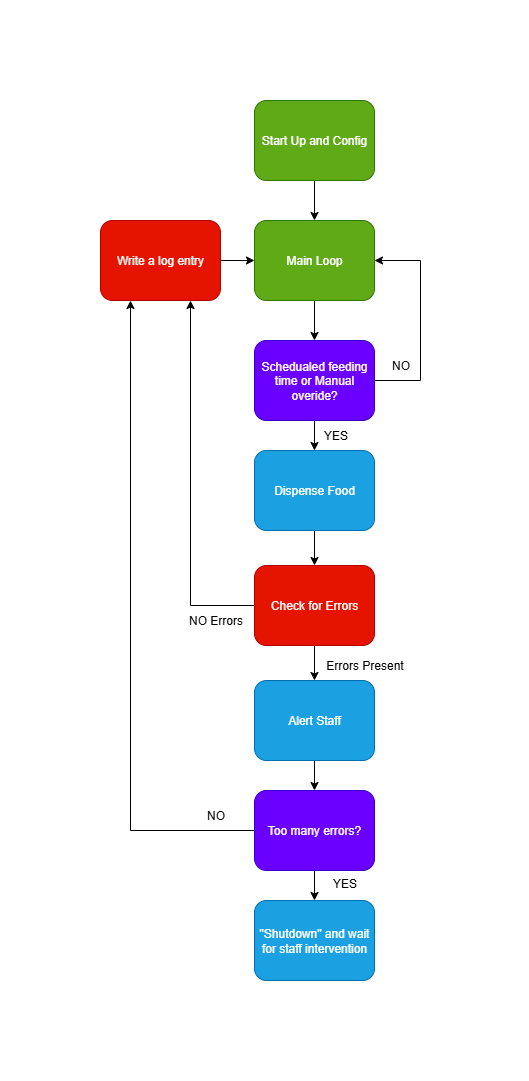 Start Up and Config
Write a log entry
Main Loop
Schedualed feeding
time or Manual
overide?
NO
YES
Dispense Food
Check for Errors
NO Errors
Errors Present
Alert Staff
NO
Too many errors?
YES
"Shutdown" and wait
for staff intervention